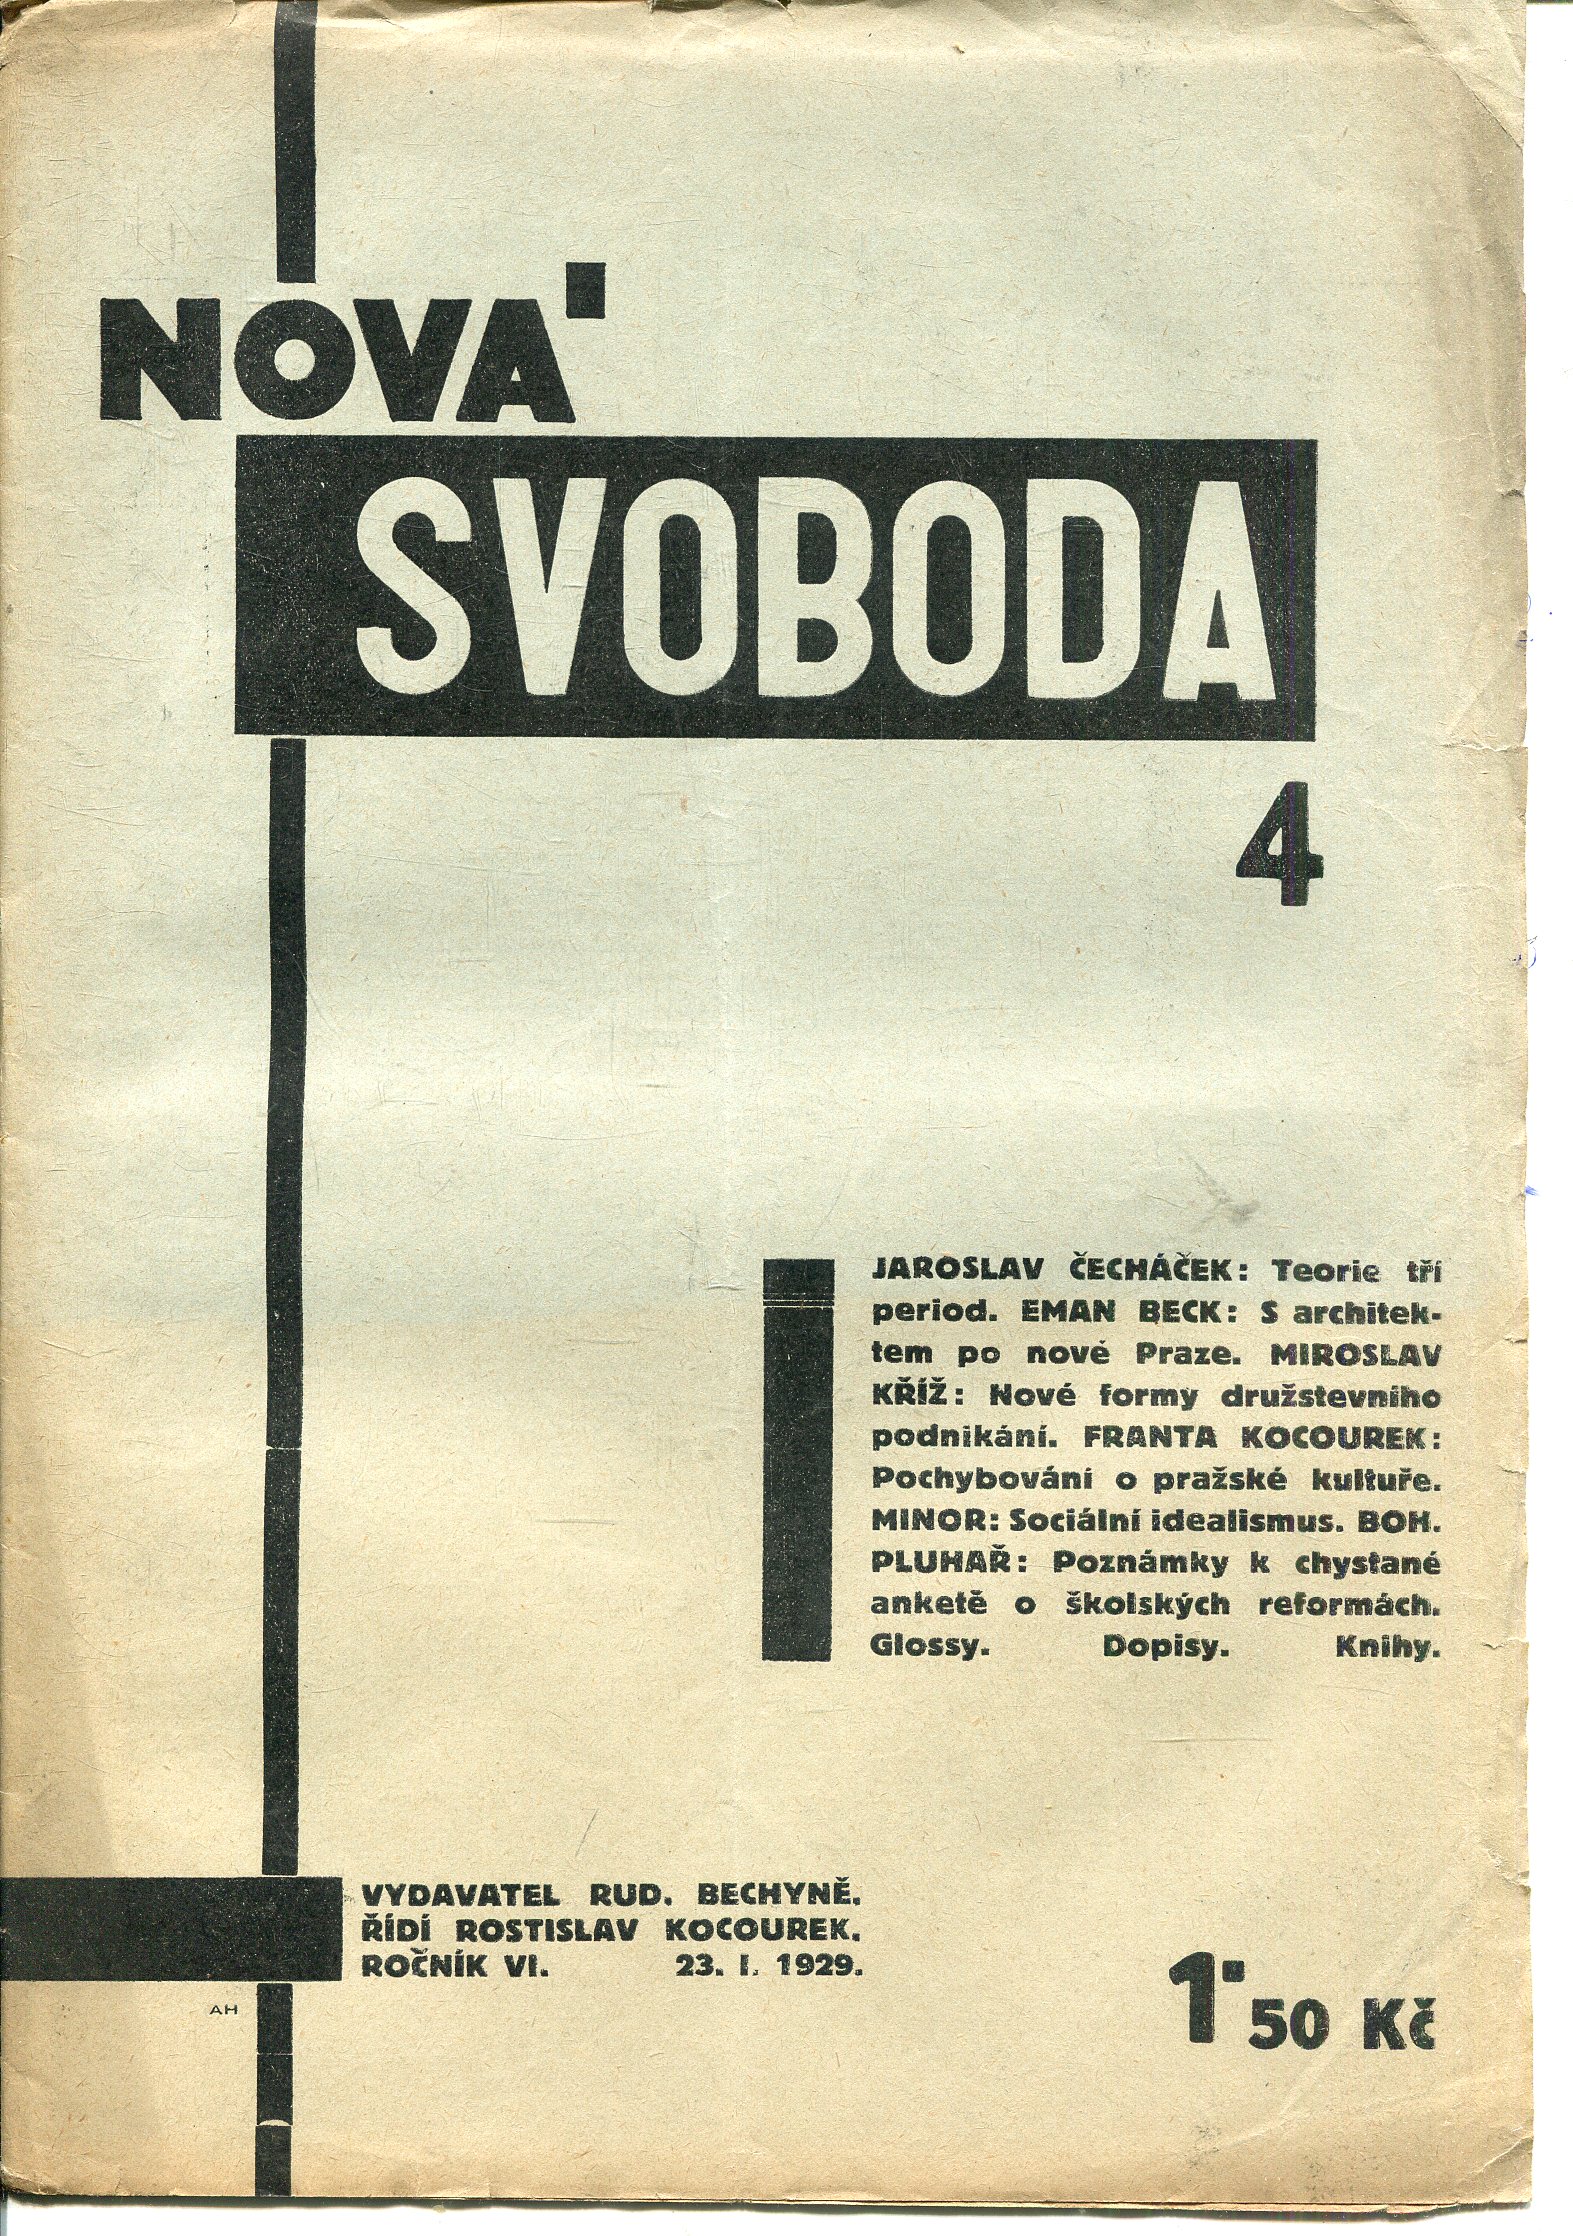 NOVÁ
SVOBODA
4
JAROSLAV ČECHÁČEK: Teorie tří
period. EMAN BECK: S architek-
tem po nové Praze. MIROSLAV
KŘÍŽ: Nové formy družstevního
podnikání. FRANTA KOCOUREK:
Pochybování o pražské kultuře.
MINOR: Sociální idealismus. BOH.
PLUHAŘ: Poznámky k chystané
anketě o školských reformách.
Glossy. Dopisy. Knihy.
VYDAVATEL RUD. BECHYNĚ.
ŘÍDÍ ROSTISLAV KOCOUREK.
ROČNÍK VI. 23. I. 1929.
AH
1·50 Kč